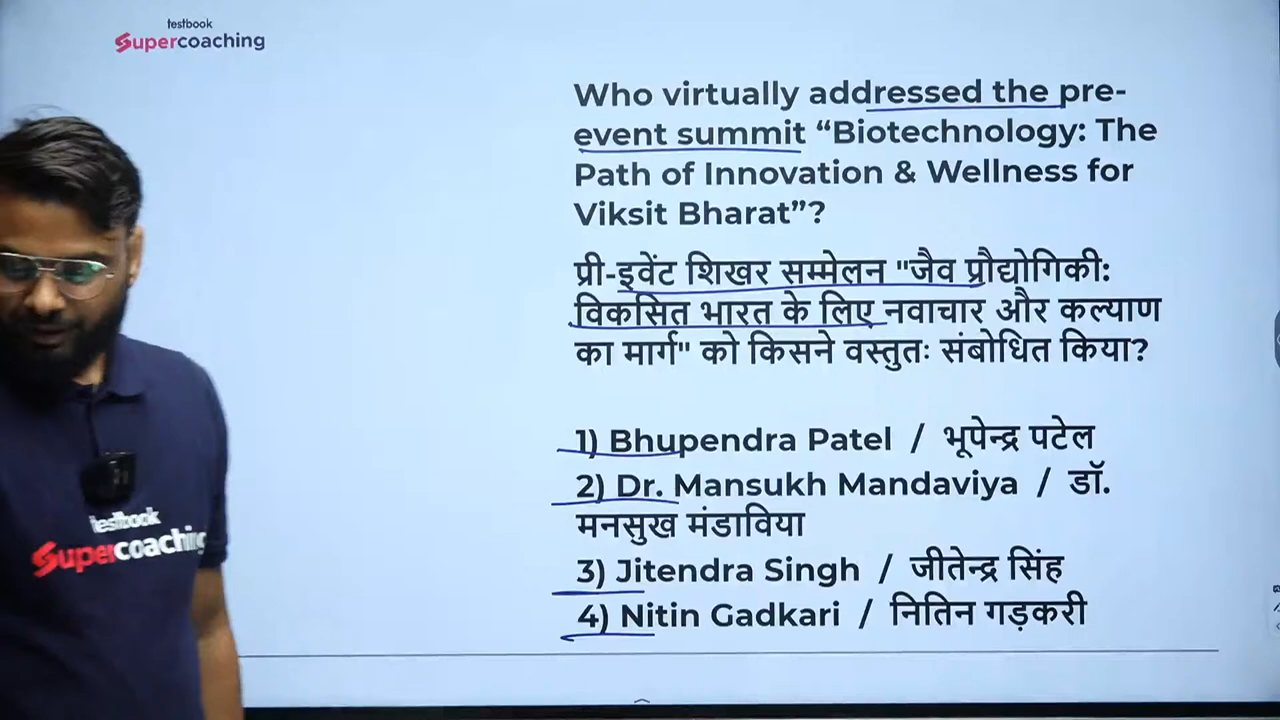 testbook
Supercoaching
Who virtually addressed the pre-
event summit “Biotechnology: The
Path of Innovation & Wellness for
Viksit Bharat”?
प्री-इवेंट शिखर सम्मेलन "जैव प्रौद्योगिकी:
विकसित भारत के लिए नवाचार और कल्याण
का मार्ग" को किसने वस्तुतः संबोधित किया?
1) Bhupendra Patel / भूपेन्द्र पटेल
2) Dr. Mansukh Mandaviya / डॉ.
मनसुख मंडाविया
3) Jitendra Singh / जीतेन्द्र सिंह
4) Nitin Gadkari / नितिन गड़करी
testbook
Supercoaching